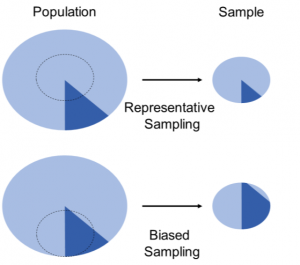 Population
Sample
Representative
Sampling
Biased
Sampling